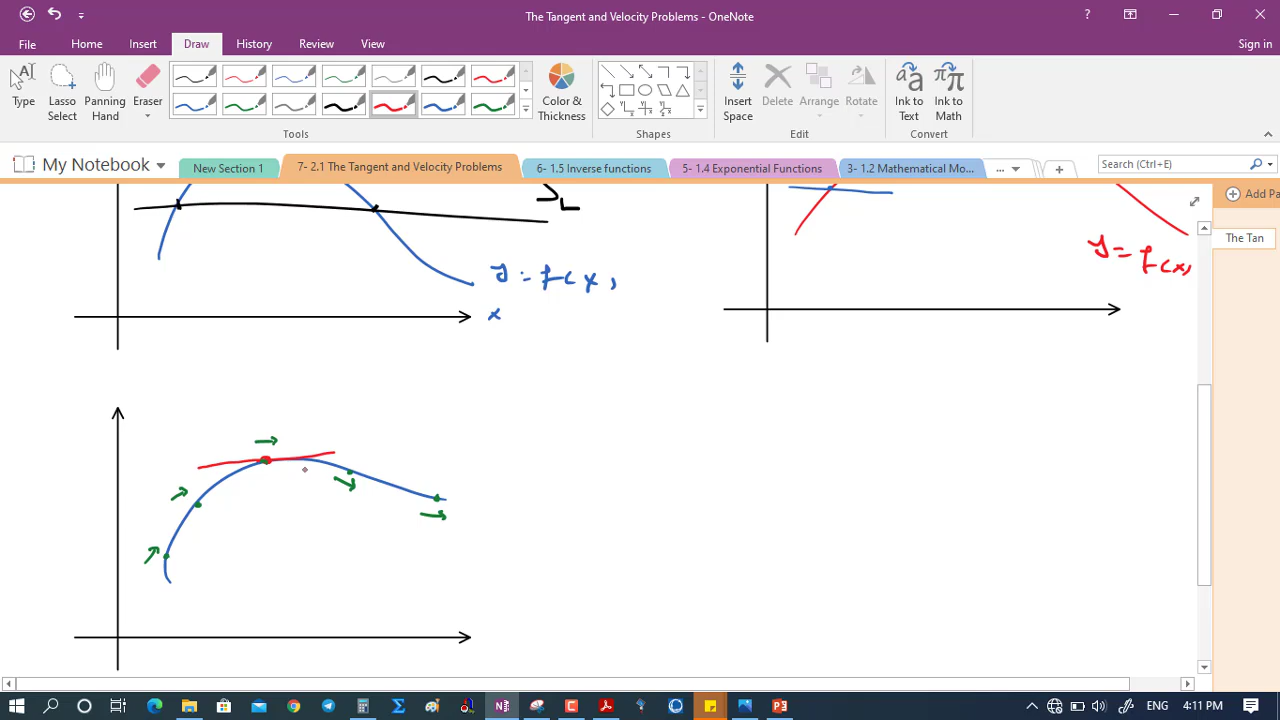 The Tangent and Velocity Problems - OneNote
?
File
Home
Insert
Draw
History
Review
View
Sign in
Type
Lasso Select
Panning Hand
Eraser
Color & Thickness
Insert Space
Delete
Arrange
Rotate
Ink to Text
Ink to Math
Tools
Shapes
Edit
Convert
My Notebook
New Section 1
7- 2.1 The Tangent and Velocity Problems
6- 1.5 Inverse functions
5- 1.4 Exponential Functions
3- 1.2 Mathematical Mo...
...
Search (Ctrl+E)
Add Pa
The Tan
y = f(x)
x
y = f(x)
ENG
4:11 PM